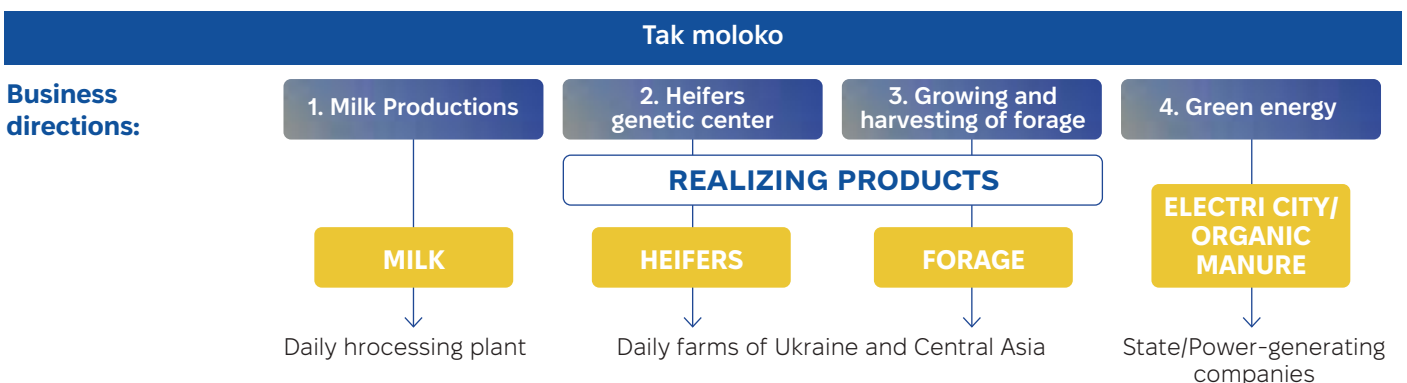 Tak moloko
Business
directions:
1. Milk Productions
2. Heifers
genetic center
3. Growing and
harvesting of forage
4. Green energy
REALIZING PRODUCTS
MILK
HEIFERS
FORAGE
ELECTRI CITY/
ORGANIC
MANURE
Daily hrocessing plant
Daily farms of Ukraine and Central Asia
State/Power-generating
companies